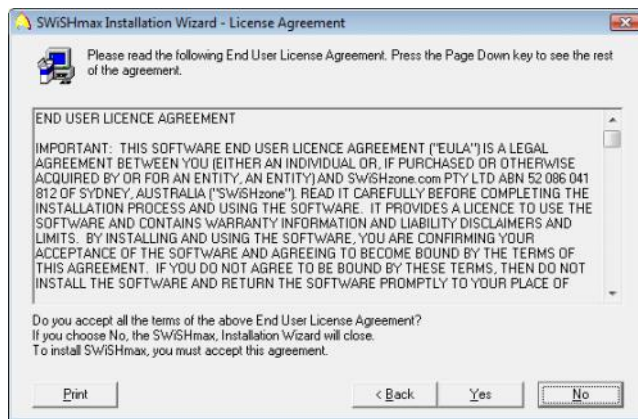 SWiSHmax Installation Wizard - License Agreement
Please read the following End User License Agreement. Press the Page Down key to see the rest
of the agreement.
END USER LICENCE AGREEMENT
IMPORTANT: THIS SOFTWARE END USER LICENCE AGREEMENT ("EULA") IS A LEGAL
AGREEMENT BETWEEN YOU (EITHER AN INDIVIDUAL OR, IF PURCHASED OR OTHERWISE
ACQUIRED BY OR FOR AN ENTITY, AN ENTITY) AND SWiSHzone.com PTY LTD ABN 52 086 041
812 OF SYDNEY, AUSTRALIA ("SWiSHzone"). READ IT CAREFULLY BEFORE COMPLETING THE
INSTALLATION PROCESS AND USING THE SOFTWARE. IT PROVIDES A LICENCE TO USE THE
SOFTWARE AND CONTAINS WARRANTY INFORMATION AND LIABILITY DISCLAIMERS AND
LIMITS. BY INSTALLING AND USING THE SOFTWARE, YOU ARE CONFIRMING YOUR
ACCEPTANCE OF THE SOFTWARE AND AGREEING TO BECOME BOUND BY THE TERMS OF
THIS AGREEMENT. IF YOU DO NOT AGREE TO BE BOUND BY THESE TERMS, THEN DO NOT
INSTALL THE SOFTWARE AND RETURN THE SOFTWARE PROMPTLY TO YOUR PLACE OF
Do you accept all the terms of the above End User License Agreement?
If you choose No, the SWiSHmax, Installation Wizard will close.
To install SWiSHmax, you must accept this agreement.
Print
< Back
Yes
No